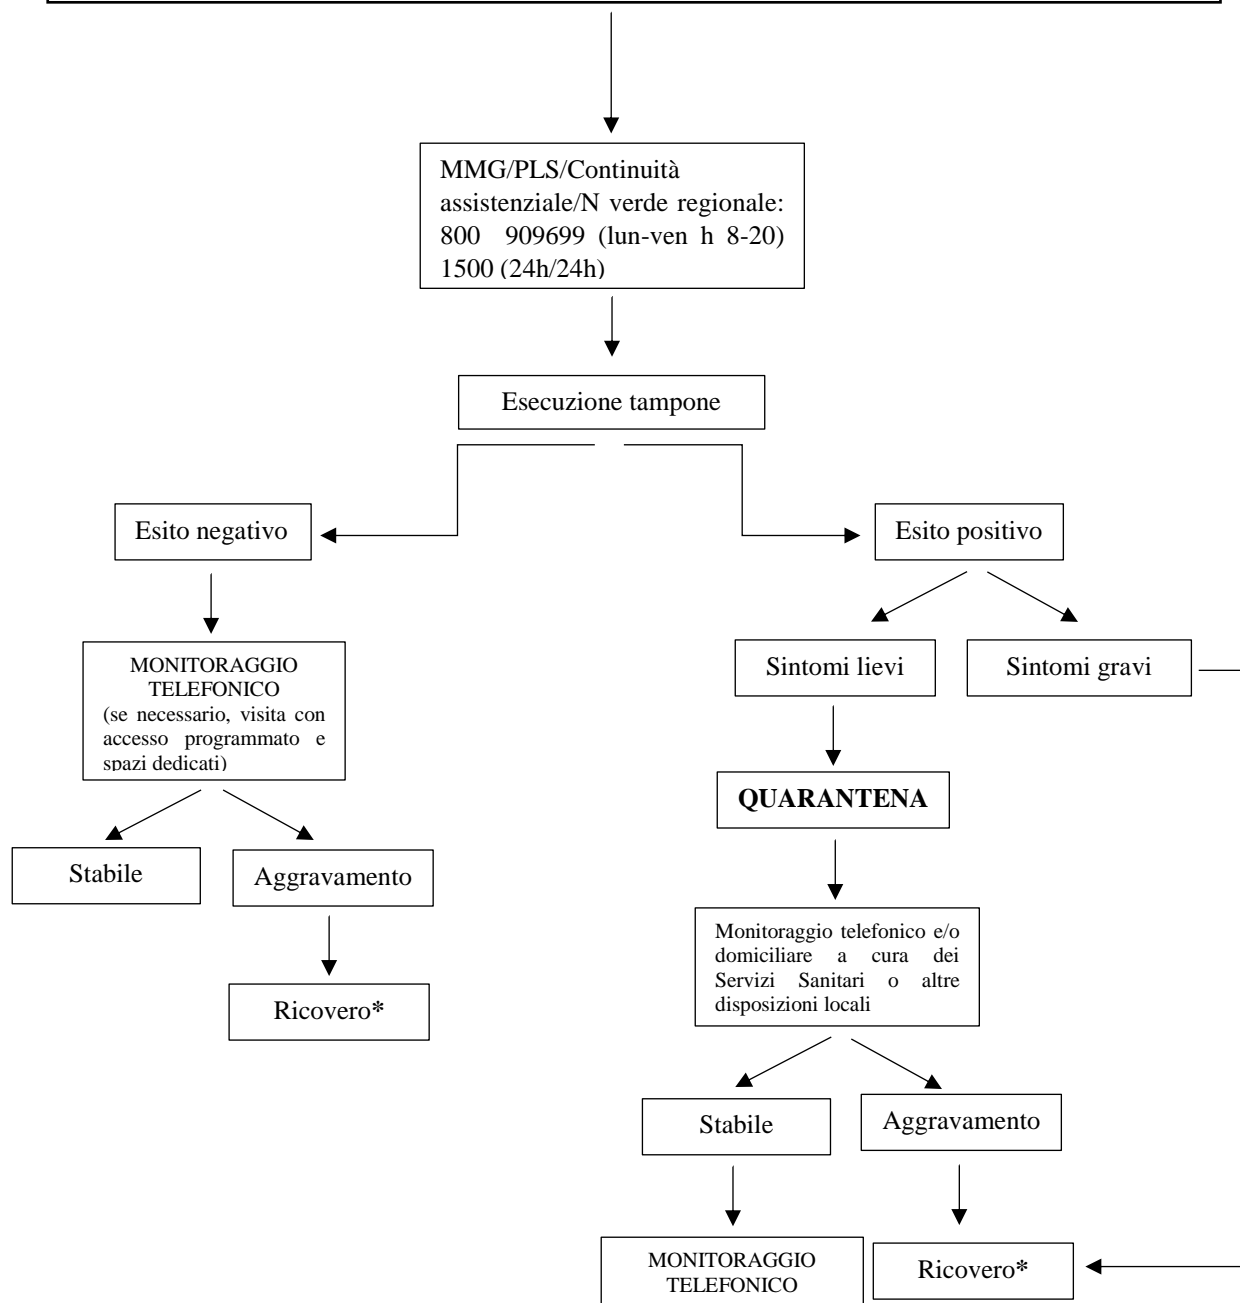 MMG/PLS/Continuità
assistenziale/N verde regionale:
800 909699 (lun-ven h 8-20)
1500 (24h/24h)
Esecuzione tampone
Esito negativo
Esito positivo
MONITORAGGIO
TELEFONICO
(se necessario, visita con
accesso programmato e
spazi dedicati)
Sintomi lievi
Sintomi gravi
QUARANTENA
Stabile
Aggravamento
Monitoraggio telefonico e/o
domiciliare a cura dei
Servizi Sanitari o altre
disposizioni locali
Ricovero*
Stabile
Aggravamento
MONITORAGGIO
TELEFONICO
Ricovero*